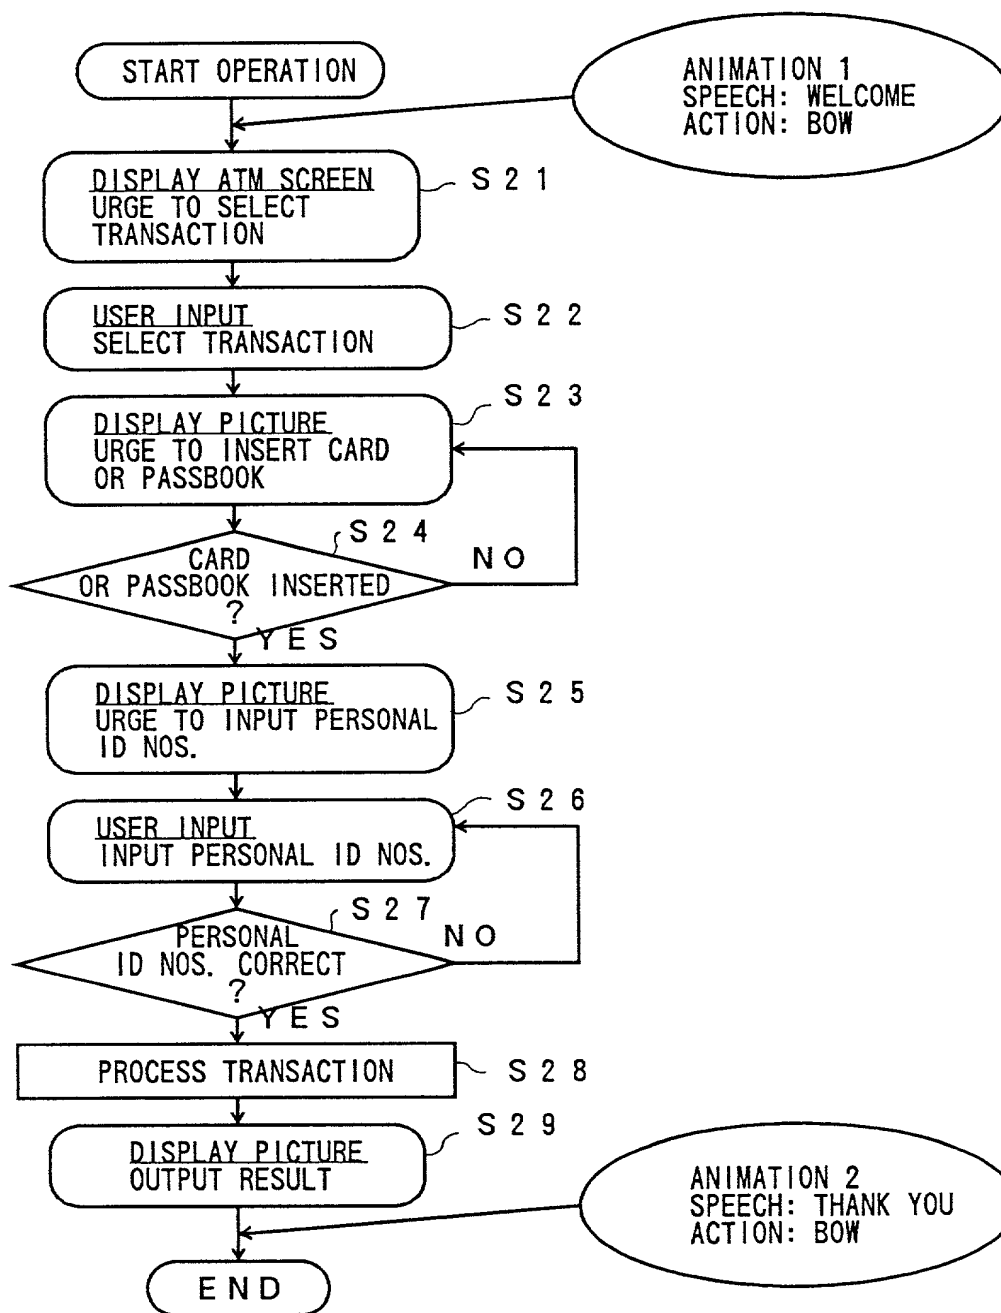 START OPERATION
ANIMATION 1
SPEECH: WELCOME
ACTION: BOW
DISPLAY ATM SCREEN
URGE TO SELECT
TRANSACTION
S21
USER INPUT
SELECT TRANSACTION
S22
DISPLAY PICTURE
URGE TO INSERT CARD
OR PASSBOOK
S23
CARD
OR PASSBOOK INSERTED
?
S24
NO
YES
DISPLAY PICTURE
URGE TO INPUT PERSONAL
ID NOS.
S25
USER INPUT
INPUT PERSONAL ID NOS.
S26
PERSONAL
ID NOS. CORRECT
?
S27
NO
YES
PROCESS TRANSACTION
S28
DISPLAY PICTURE
OUTPUT RESULT
S29
ANIMATION 2
SPEECH: THANK YOU
ACTION: BOW
END